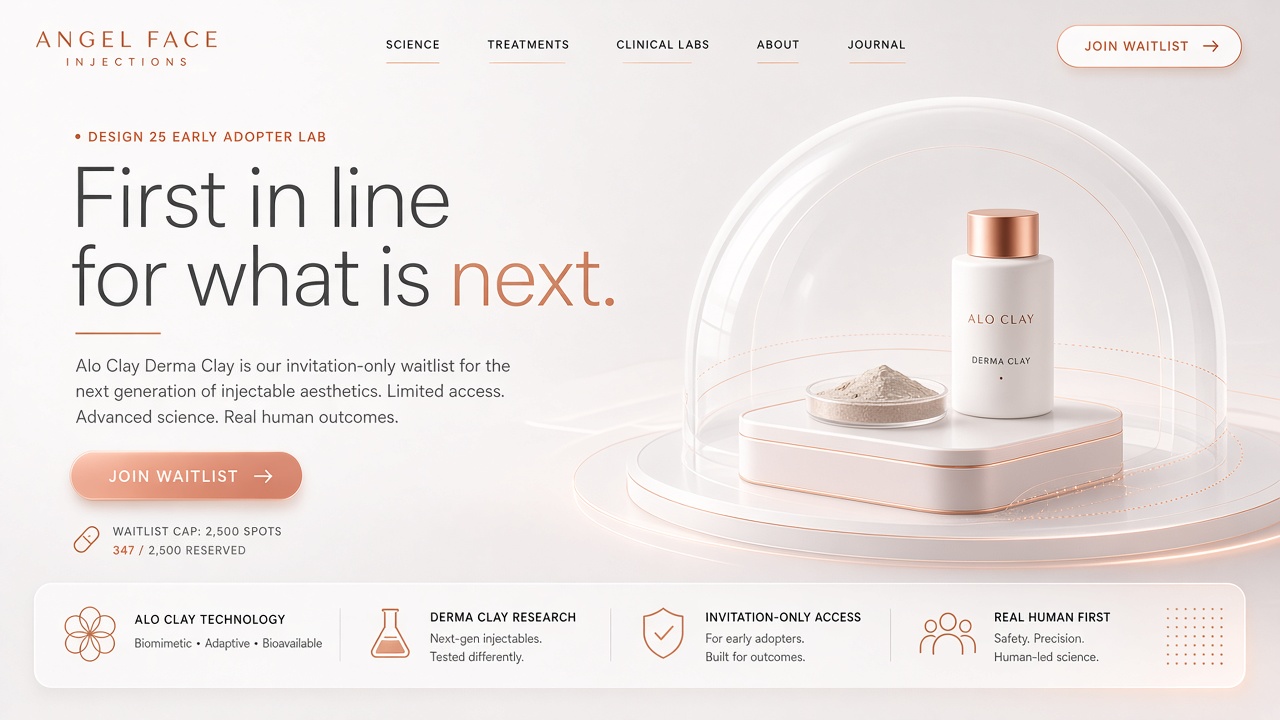 ANGEL FACE
INJECTIONS
SCIENCE
TREATMENTS
CLINICAL LABS
ABOUT
JOURNAL
JOIN WAITLIST
• DESIGN 25 EARLY ADOPTER LAB
First in line
for what is next.
Alo Clay Derma Clay is our invitation-only waitlist for the
next generation of injectable aesthetics. Limited access.
Advanced science. Real human outcomes.
JOIN WAITLIST
WAITLIST CAP: 2,500 SPOTS
347 / 2,500 RESERVED
ALO CLAY
DERMA CLAY
ALO CLAY TECHNOLOGY
Biomimetic • Adaptive • Bioavailable
DERMA CLAY RESEARCH
Next-gen injectables.
Tested differently.
INVITATION-ONLY ACCESS
For early adopters.
Built for outcomes.
REAL HUMAN FIRST
Safety. Precision.
Human-led science.